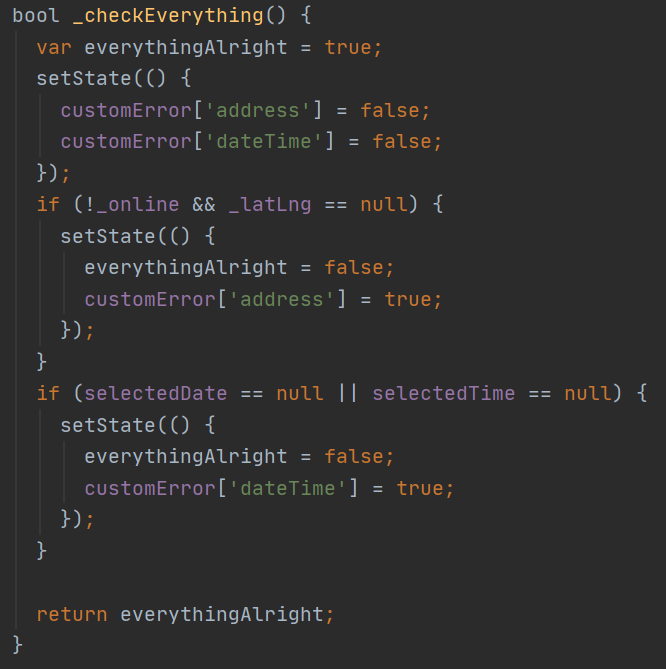 bool _checkEverything() {
  var everythingAlright = true;
  setState(() {
    customError['address'] = false;
    customError['dateTime'] = false;
  });
  if (!_online && _latLng == null) {
    setState(() {
      everythingAlright = false;
      customError['address'] = true;
    });
  }
  if (selectedDate == null || selectedTime == null) {
    setState(() {
      everythingAlright = false;
      customError['dateTime'] = true;
    });
  }

  return everythingAlright;
}